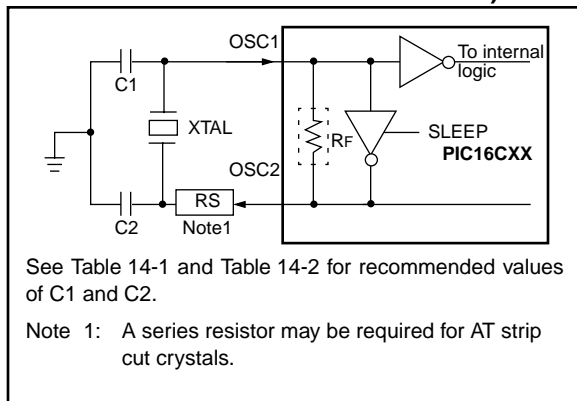 OSC1
To internal
logic
C1
XTAL
RF
SLEEP
PIC16CXX
OSC2
RS
C2
Note1
See Table 14-1 and Table 14-2 for recommended values
of C1 and C2.
Note 1: A series resistor may be required for AT strip
cut crystals.